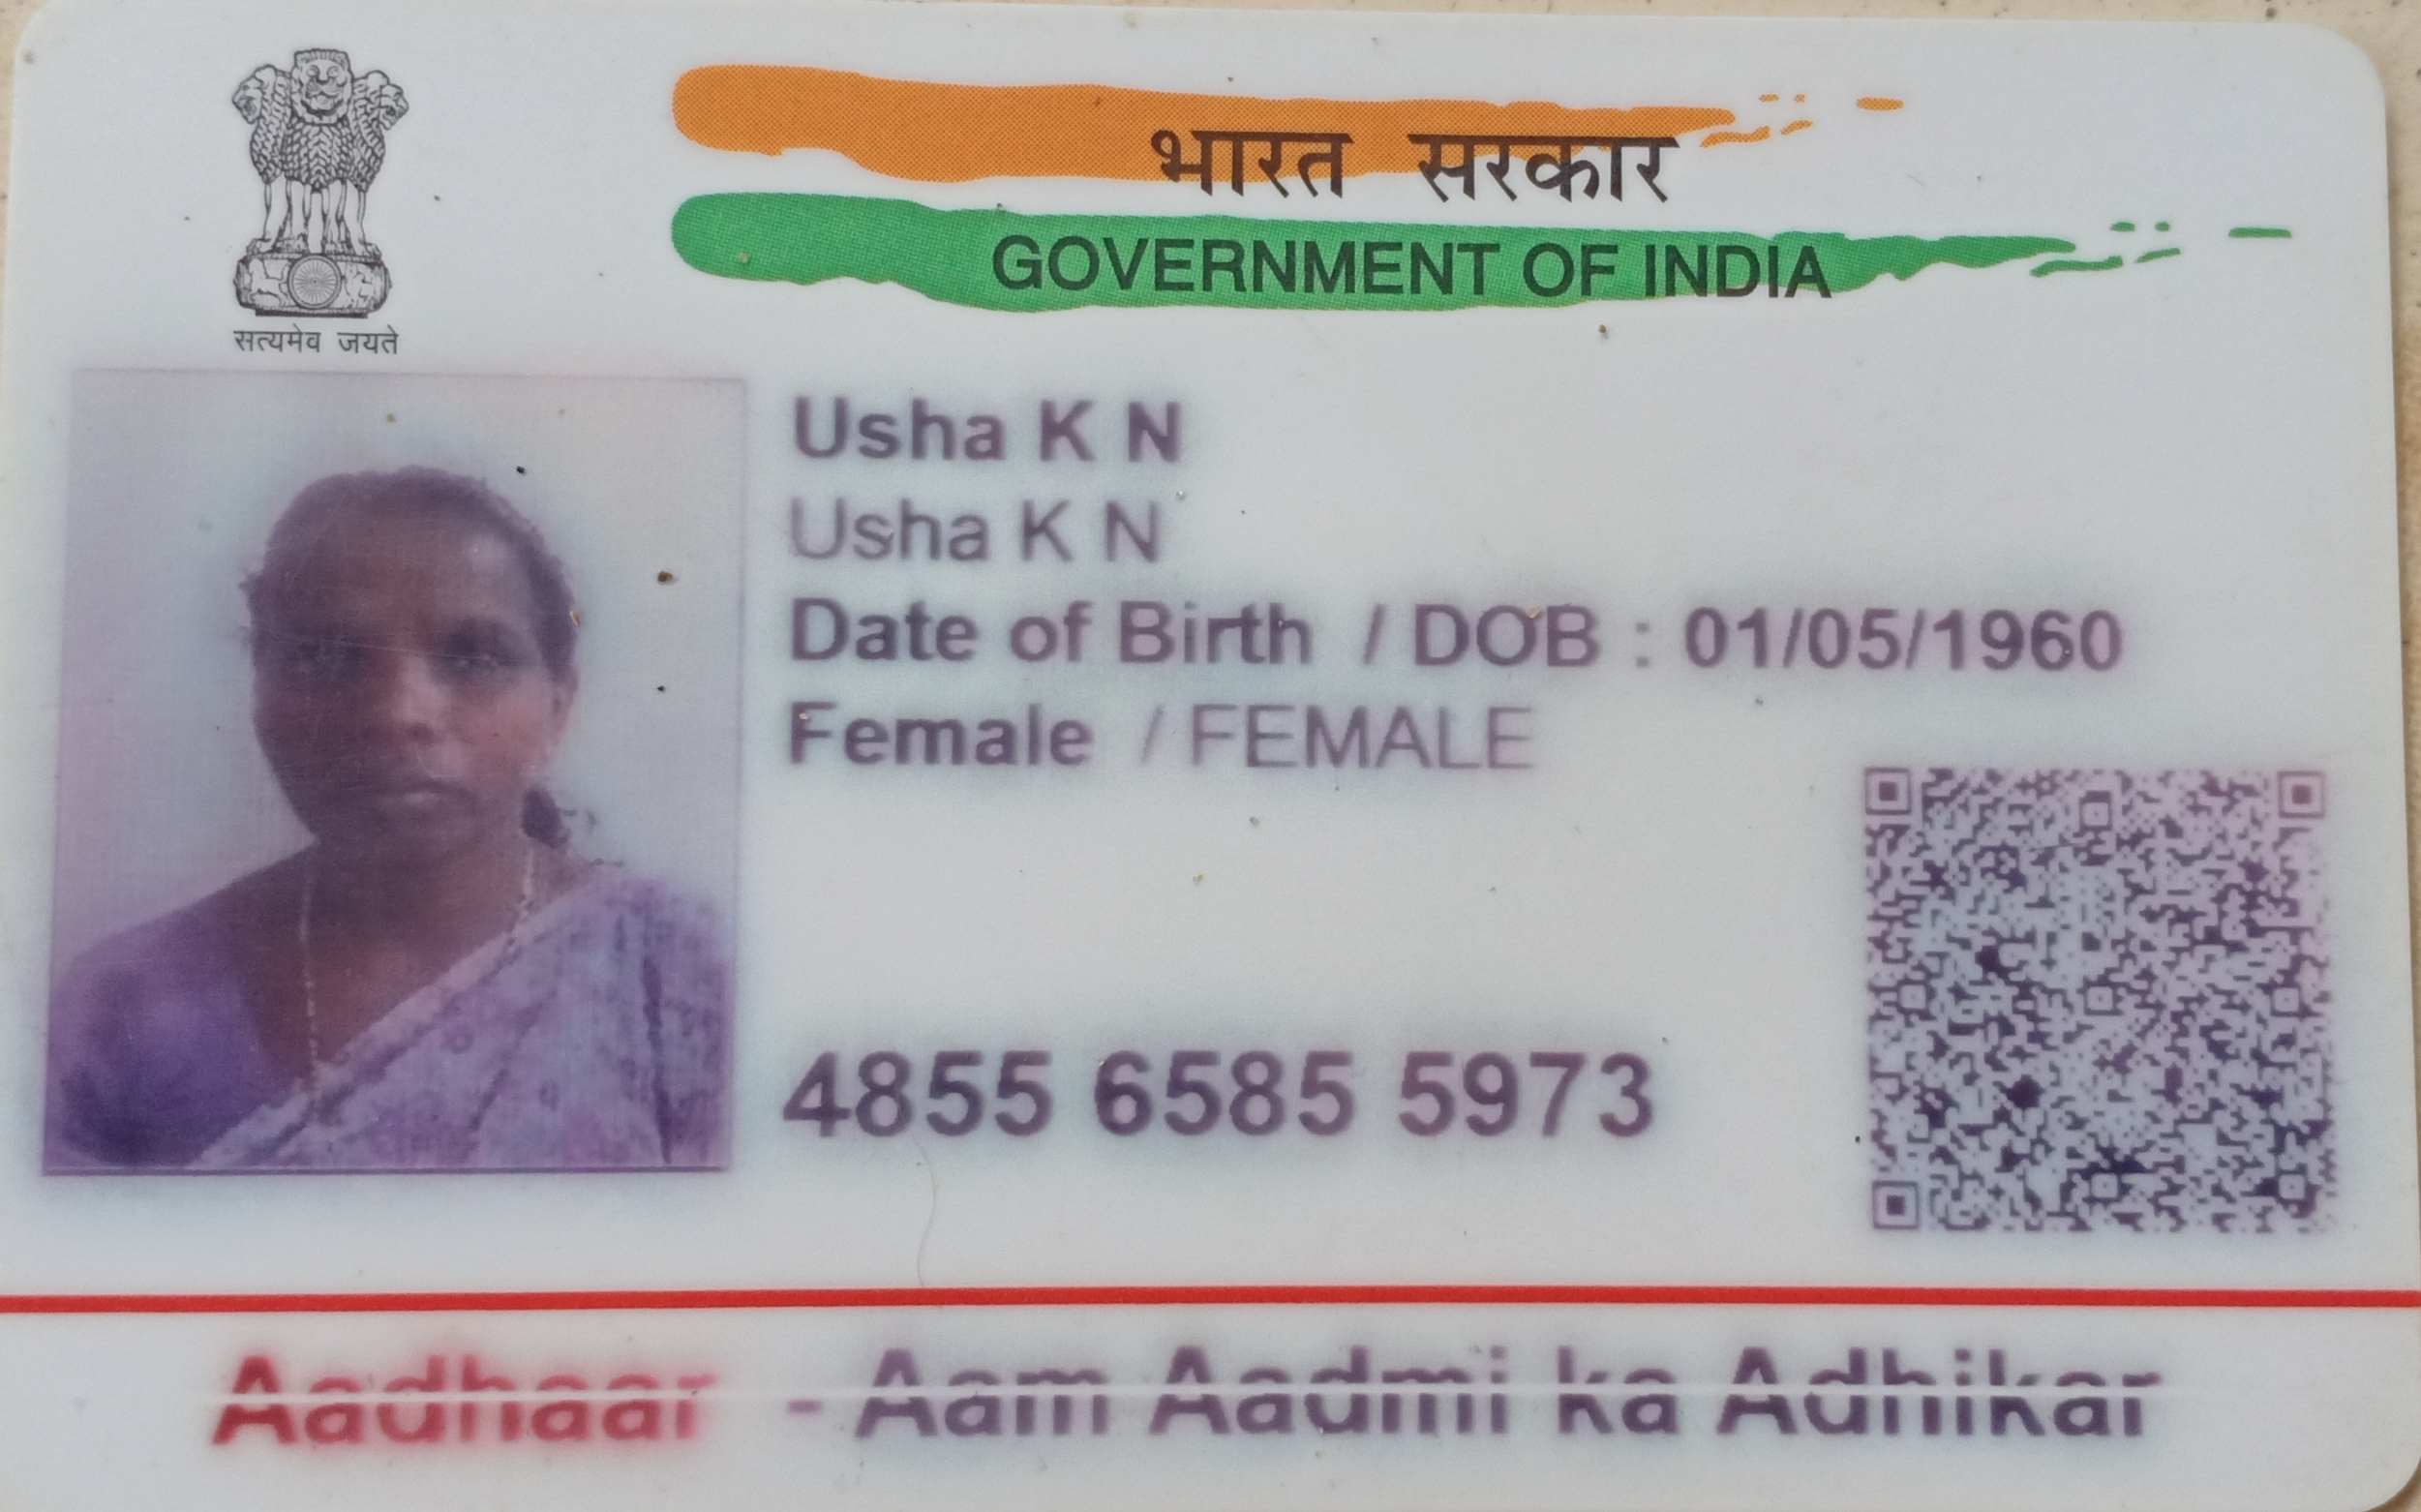 भारत सरकार
GOVERNMENT OF INDIA
सत्यमेव जयते
Usha K N
Usha K N
Date of Birth / DOB : 01/05/1960
Female / FEMALE
4855 6585 5973
Aadhaar - Aam Aadmi ka Adhikar